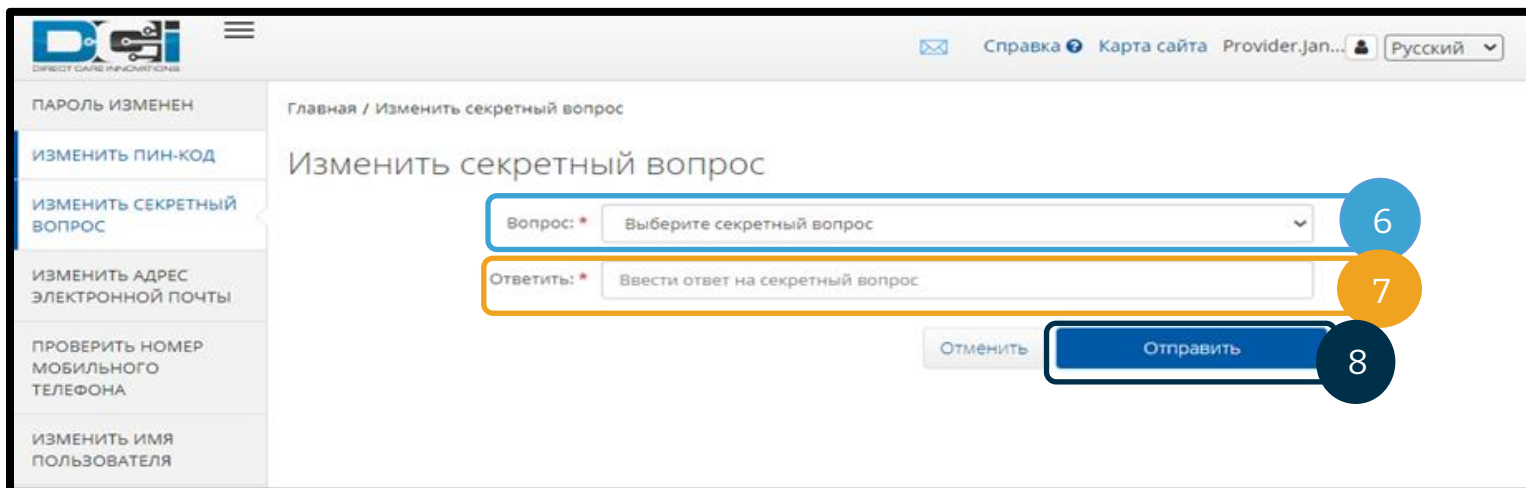 DCi
DIRECT CARE INNOVATIONS
Справка Карта сайта Provider.Jan... Русский
ПАРОЛЬ ИЗМЕНЕН
ИЗМЕНИТЬ ПИН-КОД
ИЗМЕНИТЬ СЕКРЕТНЫЙ
ВОПРОС
ИЗМЕНИТЬ АДРЕС
ЭЛЕКТРОННОЙ ПОЧТЫ
ПРОВЕРИТЬ НОМЕР
МОБИЛЬНОГО
ТЕЛЕФОНА
ИЗМЕНИТЬ ИМЯ
ПОЛЬЗОВАТЕЛЯ
Главная / Изменить секретный вопрос
Изменить секретный вопрос
Вопрос: * Выберите секретный вопрос 6
Ответить: * Ввести ответ на секретный вопрос 7
Отменить Отправить 8